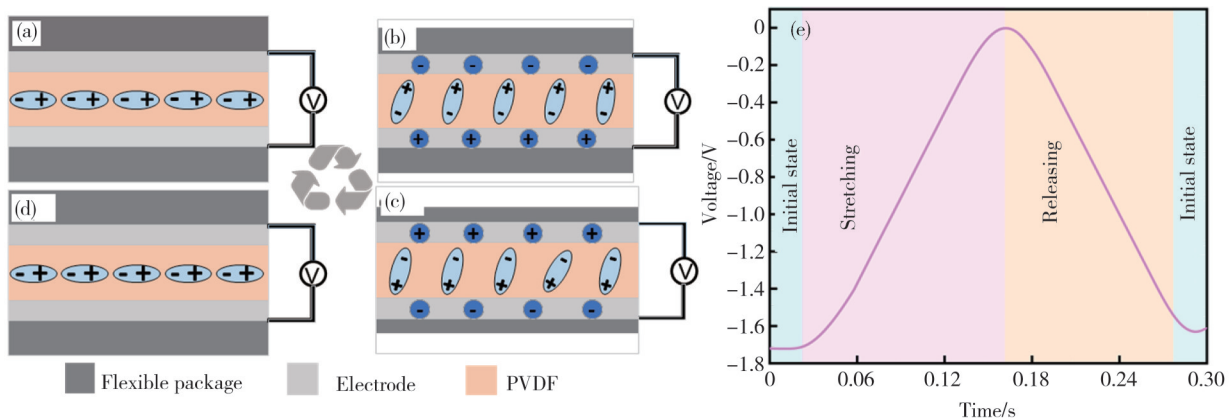 (a)
V
- +
- +
- +
- +
- +
(b)
- - - -
+ + + + +
- - - - -
+ + + +
V
(d)
- +
- +
- +
- +
- +
V
(c)
+ + + +
- - - - -
+ + + + +
- - - -
V
Flexible package
Electrode
PVDF
(e)
Voltage/V
0
−0.2
−0.4
−0.6
−0.8
−1.0
−1.2
−1.4
−1.6
−1.8
Initial state
Stretching
Releasing
Initial state
0
0.06
0.12
0.18
0.24
0.30
Time/s